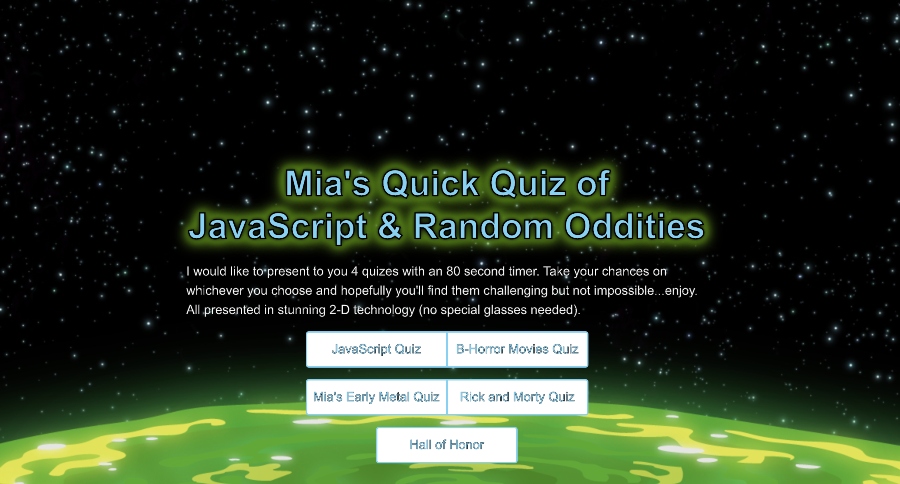 Mia's Quick Quiz of
JavaScript & Random Oddities
I would like to present to you 4 quizes with an 80 second timer. Take your chances on
whichever you choose and hopefully you'll find them challenging but not impossible...enjoy.
All presented in stunning 2-D technology (no special glasses needed).
JavaScript Quiz
B-Horror Movies Quiz
Mia's Early Metal Quiz
Rick and Morty Quiz
Hall of Honor